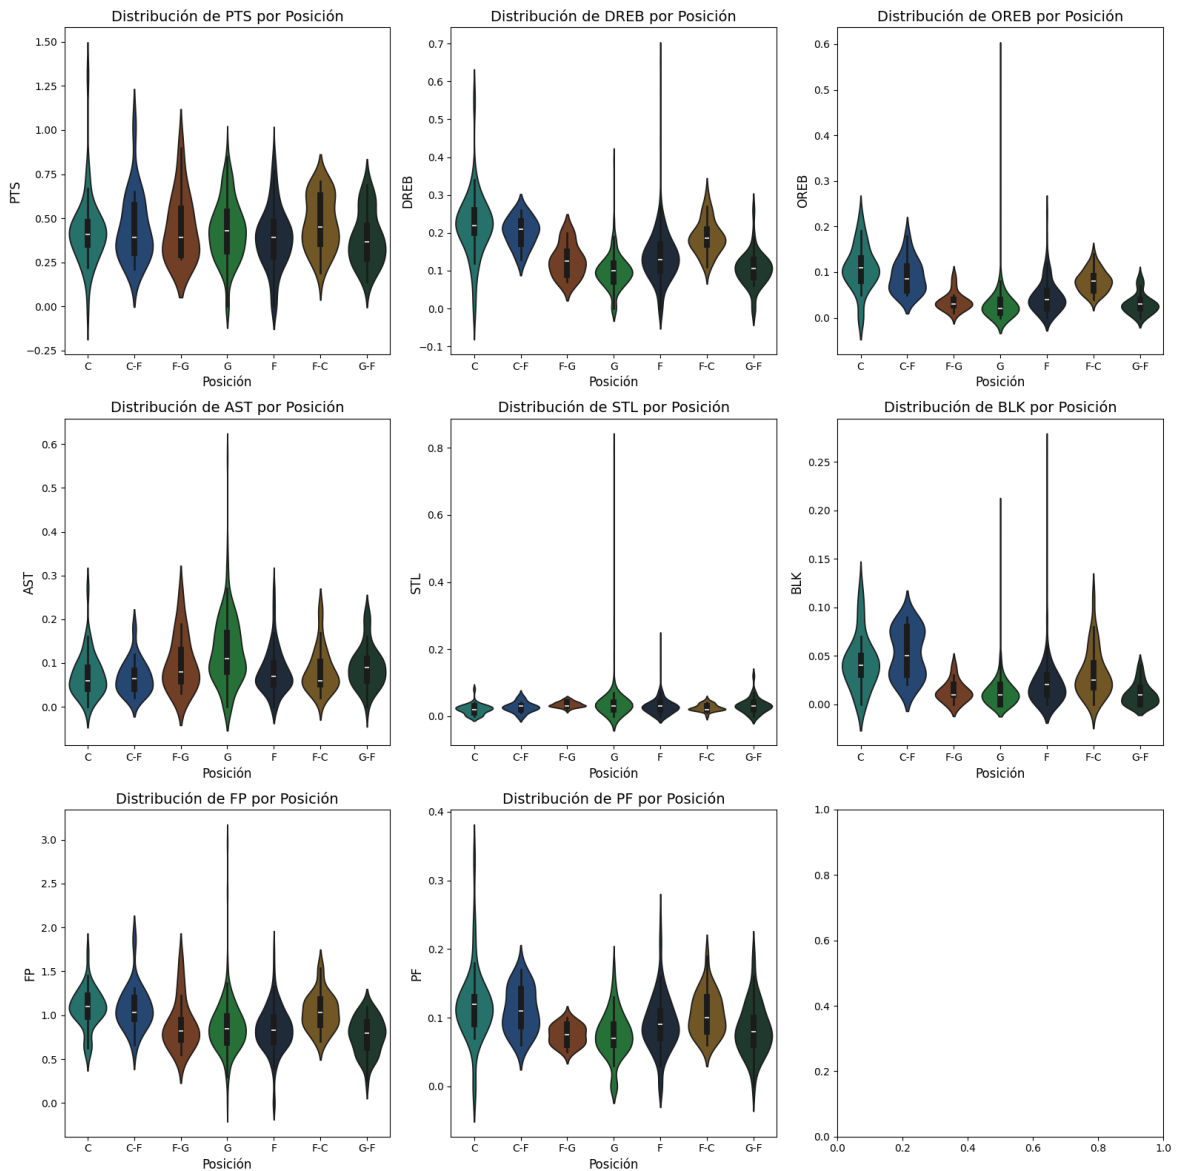 Distribución de PTS por Posición
PTS
1.50
1.25
1.00
0.75
0.50
0.25
0.00
−0.25
C C-F F-G G F F-C G-F
Posición
Distribución de DREB por Posición
DREB
0.7
0.6
0.5
0.4
0.3
0.2
0.1
0.0
−0.1
C C-F F-G G F F-C G-F
Posición
Distribución de OREB por Posición
OREB
0.6
0.5
0.4
0.3
0.2
0.1
0.0
C C-F F-G G F F-C G-F
Posición
Distribución de AST por Posición
AST
0.6
0.5
0.4
0.3
0.2
0.1
0.0
C C-F F-G G F F-C G-F
Posición
Distribución de STL por Posición
STL
0.8
0.6
0.4
0.2
0.0
C C-F F-G G F F-C G-F
Posición
Distribución de BLK por Posición
BLK
0.25
0.20
0.15
0.10
0.05
0.00
C C-F F-G G F F-C G-F
Posición
Distribución de FP por Posición
FP
3.0
2.5
2.0
1.5
1.0
0.5
0.0
C C-F F-G G F F-C G-F
Posición
Distribución de PF por Posición
PF
0.4
0.3
0.2
0.1
0.0
C C-F F-G G F F-C G-F
Posición
1.0
0.8
0.6
0.4
0.2
0.0
0.0 0.2 0.4 0.6 0.8 1.0